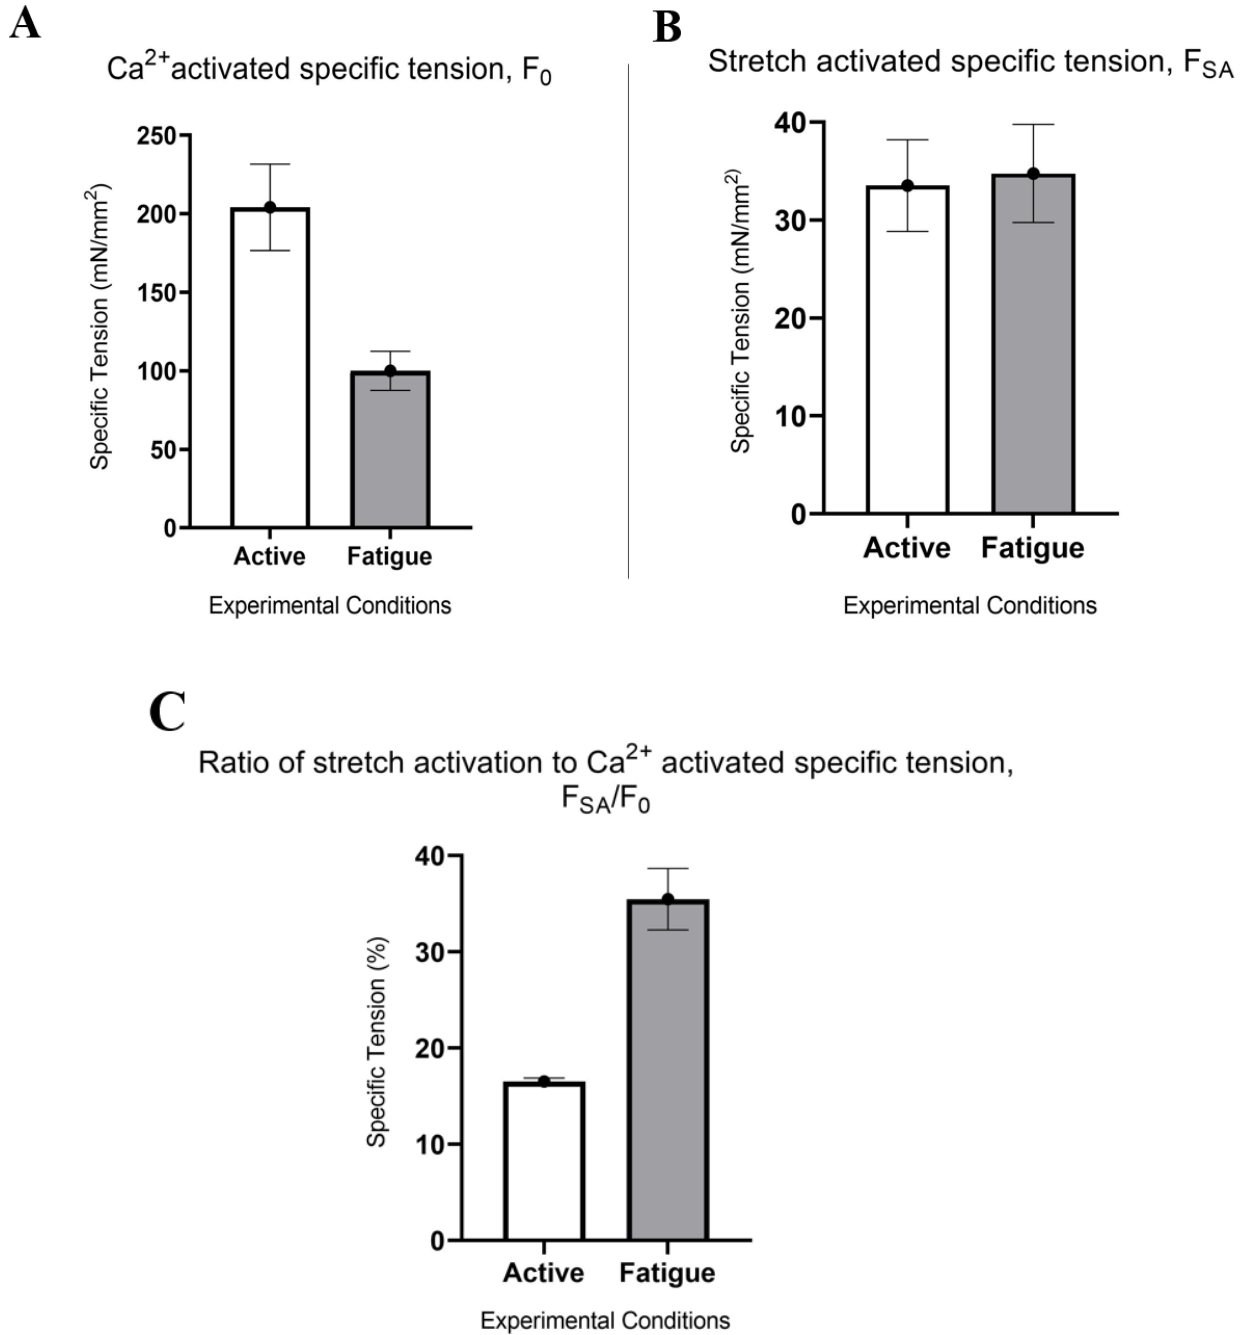 A
Ca²⁺activated specific tension, F₀
Specific Tension (mN/mm²)
250
200
150
100
50
0
Active Fatigue
Experimental Conditions
B
Stretch activated specific tension, F_SA
Specific Tension (mN/mm²)
40
30
20
10
0
Active Fatigue
Experimental Conditions
C
Ratio of stretch activation to Ca²⁺ activated specific tension,
F_SA/F₀
Specific Tension (%)
40
30
20
10
0
Active Fatigue
Experimental Conditions